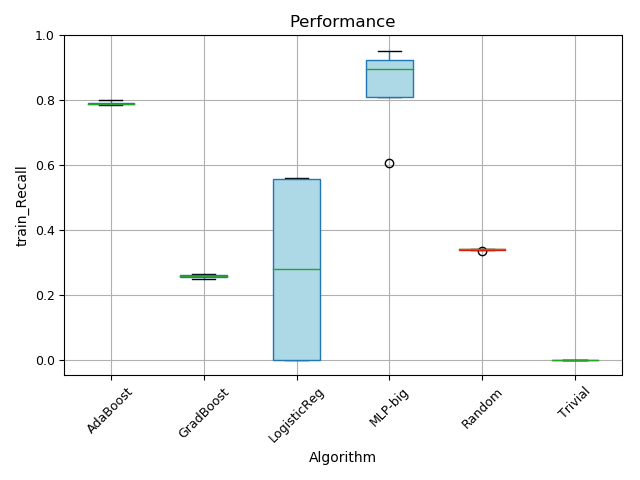 Performance
train_Recall
1.0
0.8
0.6
0.4
0.2
0.0
AdaBoost
GradBoost
LogisticReg
MLP-big
Random
Trivial
Algorithm